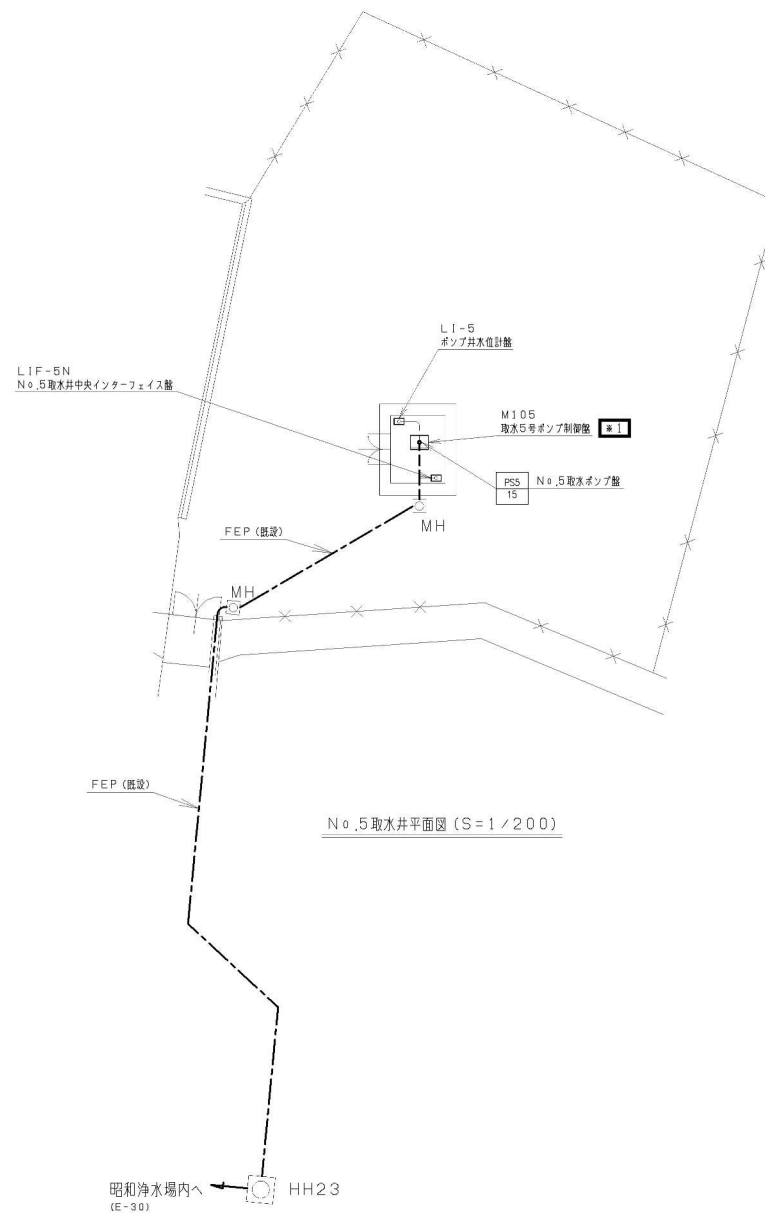 LI-5
ポンプ井水位計盤
LIF-5N
No.5取水井中央インターフェイス盤
M105
取水5号ポンプ制御盤 ※1
PS5
15
No.5取水ポンプ盤
MH
FEP(既設)
MH
FEP(既設)
No.5取水井平面図(S=1/200)
昭和浄水場内へ
(E-30)
HH23